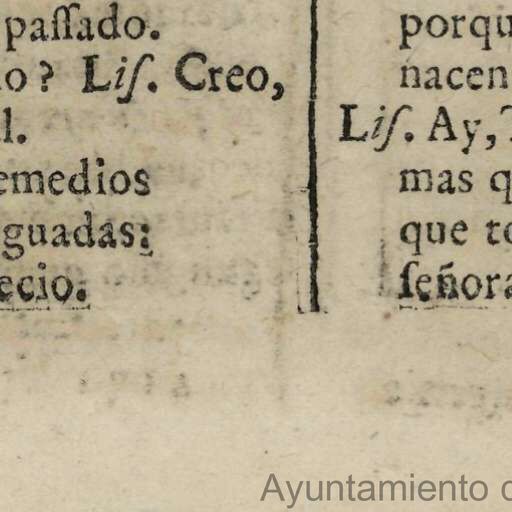 paſſado.
o? Liſ. Creo,
l.
emedios
guadas:
ecio.
porqu
nacen
Liſ. Ay,
mas q
que to
ſeñora
Ayuntamiento